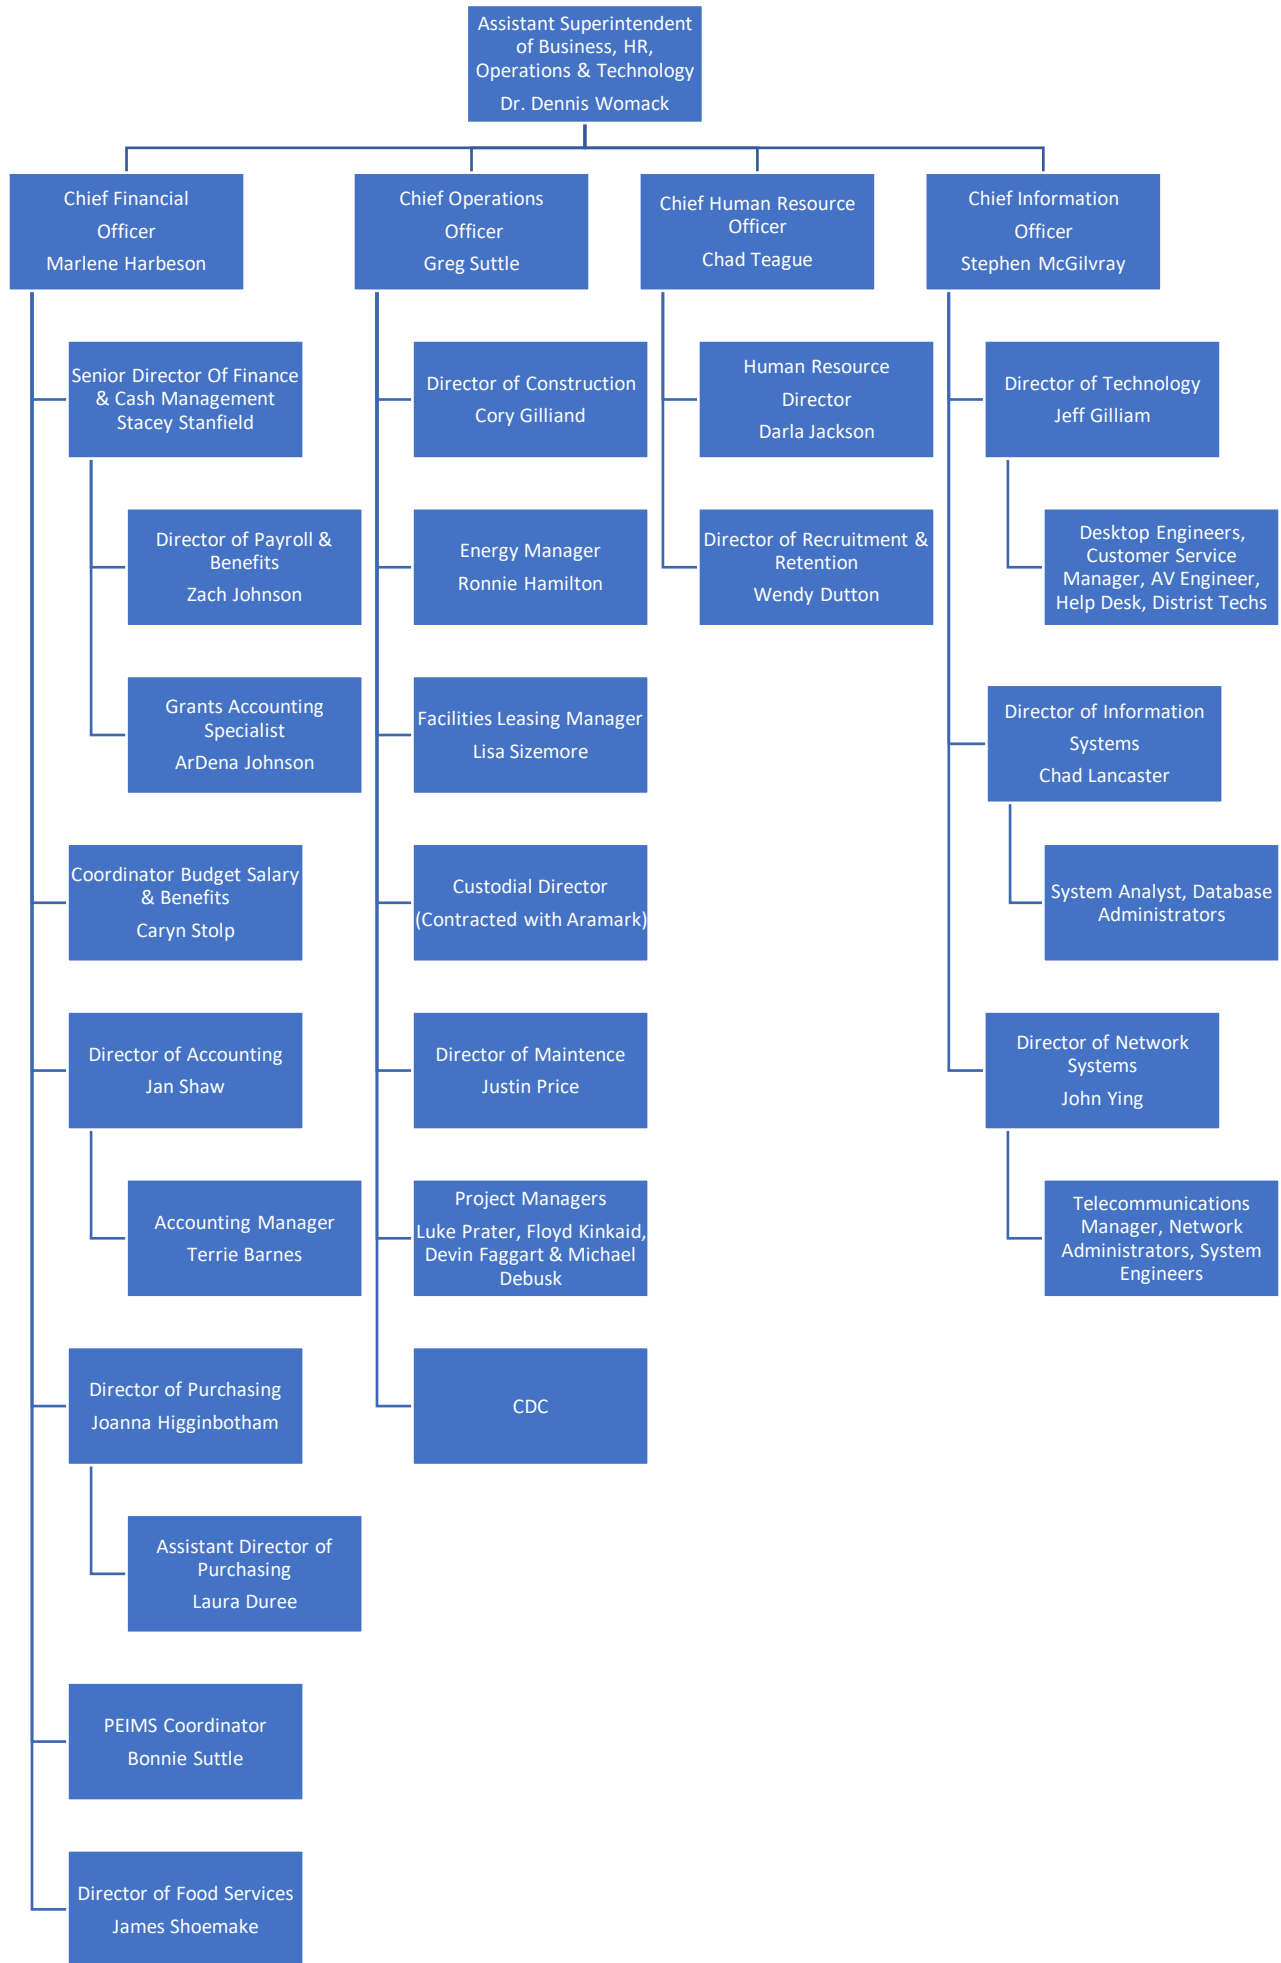 Assistant Superintendent
of Business, HR,
Operations & Technology
Dr. Dennis Womack
Chief Financial
Officer
Marlene Harbeson
Senior Director Of Finance
& Cash Management
Stacey Stanfield
Director of Payroll &
Benefits
Zach Johnson
Grants Accounting
Specialist
ArDena Johnson
Coordinator Budget Salary
& Benefits
Caryn Stolp
Director of Accounting
Jan Shaw
Accounting Manager
Terrie Barnes
Director of Purchasing
Joanna Higginbotham
Assistant Director of
Purchasing
Laura Duree
PEIMS Coordinator
Bonnie Suttle
Director of Food Services
James Shoemake
Chief Operations
Officer
Greg Suttle
Director of Construction
Cory Gilliand
Energy Manager
Ronnie Hamilton
Facilities Leasing Manager
Lisa Sizemore
Custodial Director
(Contracted with Aramark)
Director of Maintence
Justin Price
Project Managers
Luke Prater, Floyd Kinkaid,
Devin Faggart & Michael
Debusk
CDC
Chief Human Resource
Officer
Chad Teague
Human Resource
Director
Darla Jackson
Director of Recruitment &
Retention
Wendy Dutton
Chief Information
Officer
Stephen McGilvray
Director of Technology
Jeff Gilliam
Desktop Engineers,
Customer Service
Manager, AV Engineer,
Help Desk, Distrist Techs
Director of Information
Systems
Chad Lancaster
System Analyst, Database
Administrators
Director of Network
Systems
John Ying
Telecommunications
Manager, Network
Administrators, System
Engineers